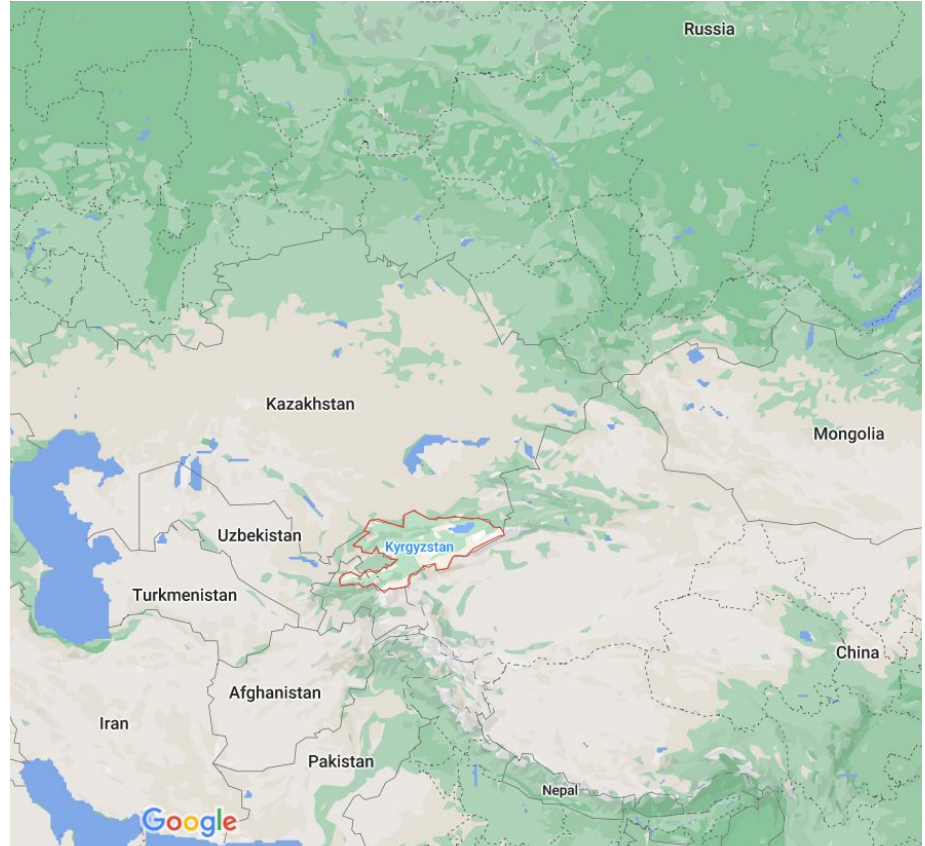 Russia
Kazakhstan
Mongolia
Uzbekistan
Kyrgyzstan
Turkmenistan
China
Afghanistan
Iran
Pakistan
Nepal
Google